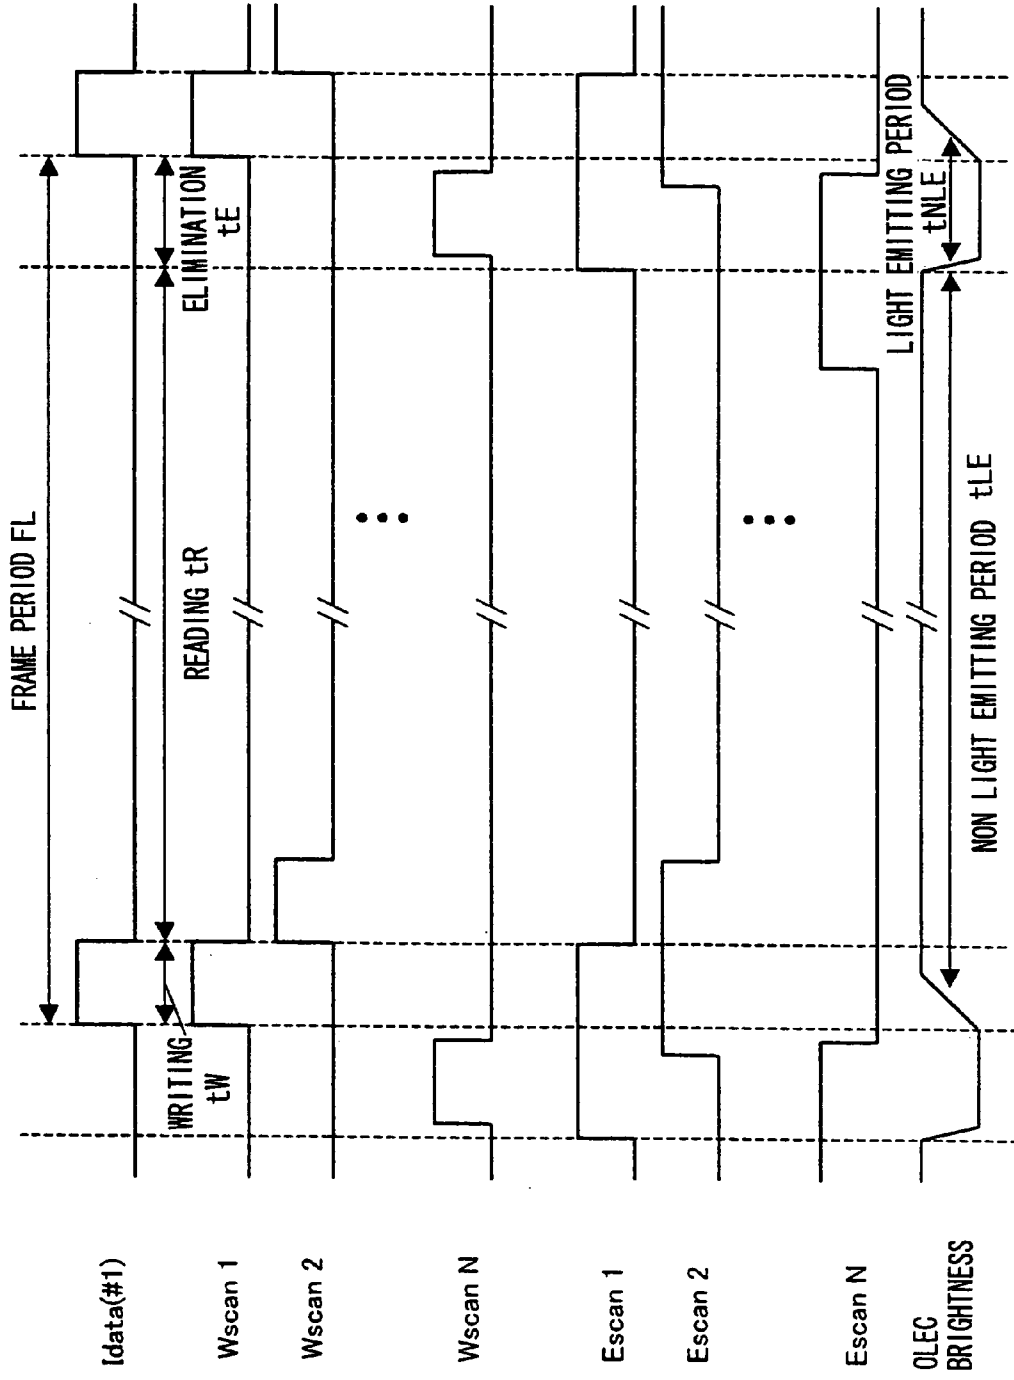 FRAME PERIOD FL
WRITING
tW
READING tR
ELIMINATION
tE
Idata(#1)
Wscan 1
Wscan 2
Wscan N
Escan 1
Escan 2
Escan N
OLEC
BRIGHTNESS
LIGHT EMITTING PERIOD
tNLE
NON LIGHT EMITTING PERIOD tLE